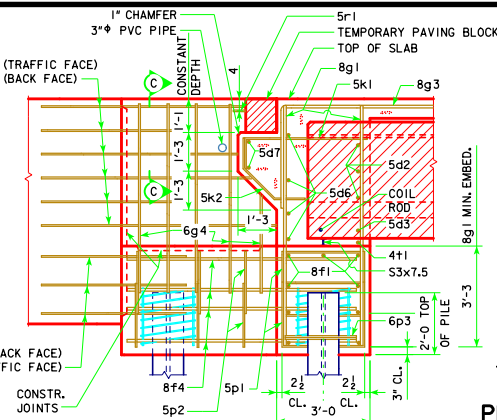 1" CHAMFER
3"ϕ PVC PIPE
(TRAFFIC FACE)
(BACK FACE)
C
C
CONSTANT
DEPTH
4
1'-1
1'-3
1'-3
5r1
TEMPORARY PAVING BLOCK
TOP OF SLAB
8g1
5k1
8g3
5d7
5k2
1'-3
6g4
5d2
5d6
COIL
ROD
5d3
4t1
8f1
S3x7.5
6p3
8g1 MIN. EMBED.
3'-3
2'-0 TOP
OF PILE
3" CL.
ACK FACE)
FIC FACE)
CONSTR.
JOINTS
8f4
5p2
5p1
2½
CL.
2½
CL.
3'-0
P